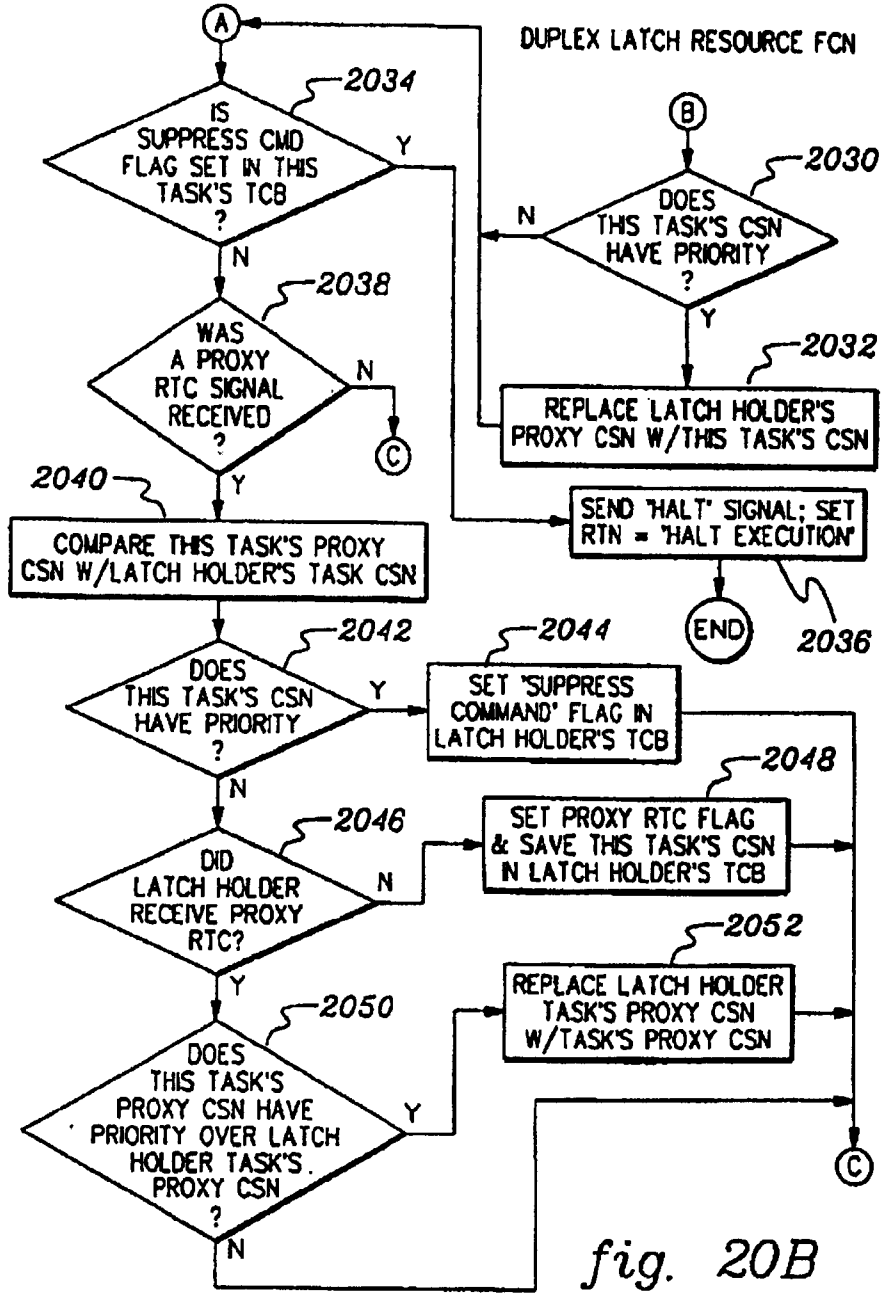 DUPLEX LATCH RESOURCE FCN
A
2034
IS
SUPPRESS CMD
FLAG SET IN THIS
TASK'S TCB
?
Y
N
B
2030
DOES
THIS TASK'S CSN
HAVE PRIORITY
?
N
Y
2032
REPLACE LATCH HOLDER'S
PROXY CSN W/THIS TASK'S CSN
2038
WAS
A PROXY
RTC SIGNAL
RECEIVED
?
N
C
Y
SEND 'HALT' SIGNAL; SET
RTN = 'HALT EXECUTION'
END
2036
2040
COMPARE THIS TASK'S PROXY
CSN W/LATCH HOLDER'S TASK CSN
2042
DOES
THIS TASK'S CSN
HAVE PRIORITY
?
Y
N
2044
SET 'SUPPRESS
COMMAND' FLAG IN
LATCH HOLDER'S TCB
2046
DID
LATCH HOLDER
RECEIVE PROXY
RTC?
N
Y
2048
SET PROXY RTC FLAG
& SAVE THIS TASK'S CSN
IN LATCH HOLDER'S TCB
2050
DOES
THIS TASK'S
PROXY CSN HAVE
PRIORITY OVER LATCH
HOLDER TASK'S
PROXY CSN
?
Y
N
2052
REPLACE LATCH HOLDER
TASK'S PROXY CSN
W/TASK'S PROXY CSN
C
fig. 20B